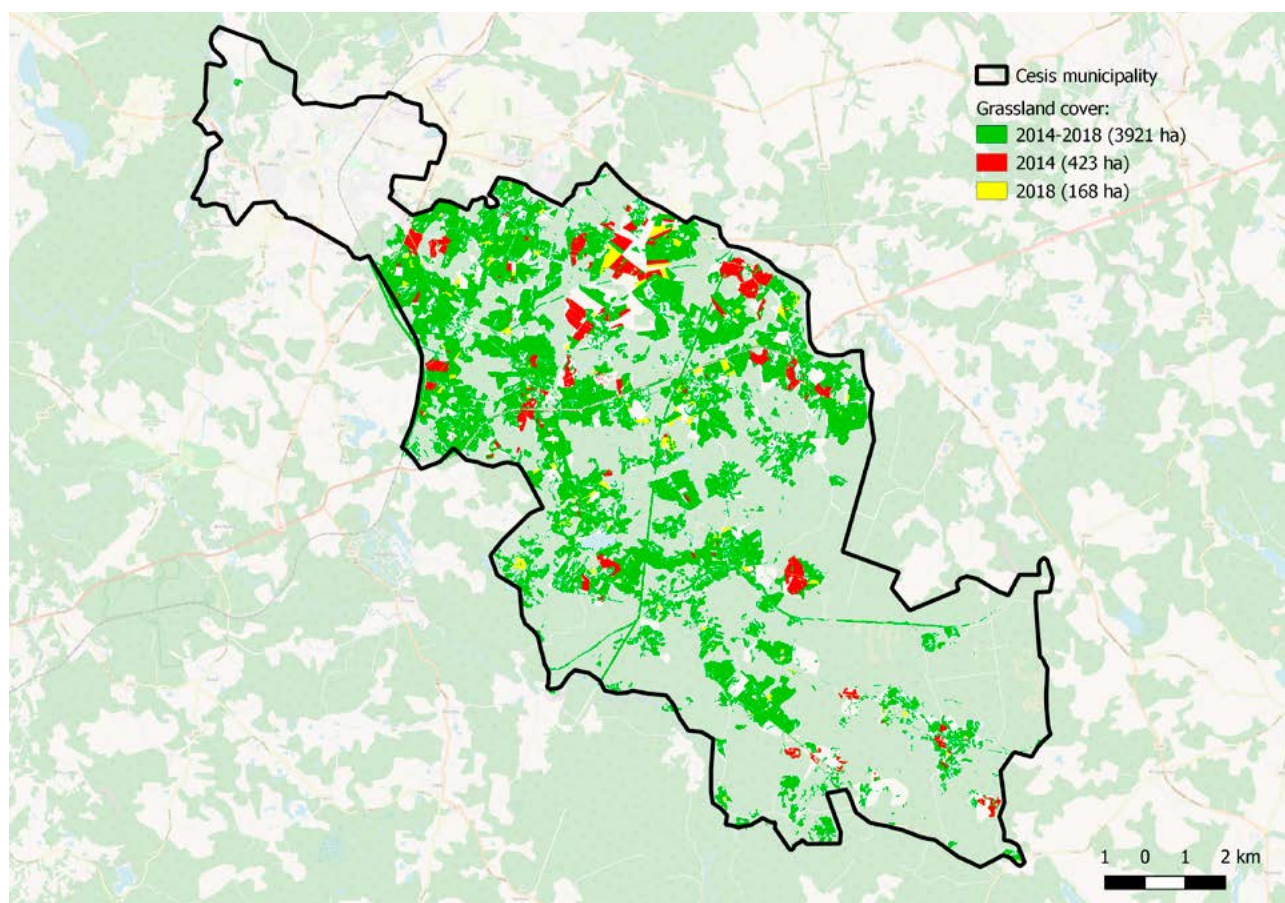 Cesis municipality
Grassland cover:
2014-2018 (3921 ha)
2014 (423 ha)
2018 (168 ha)
1 0 1 2 km